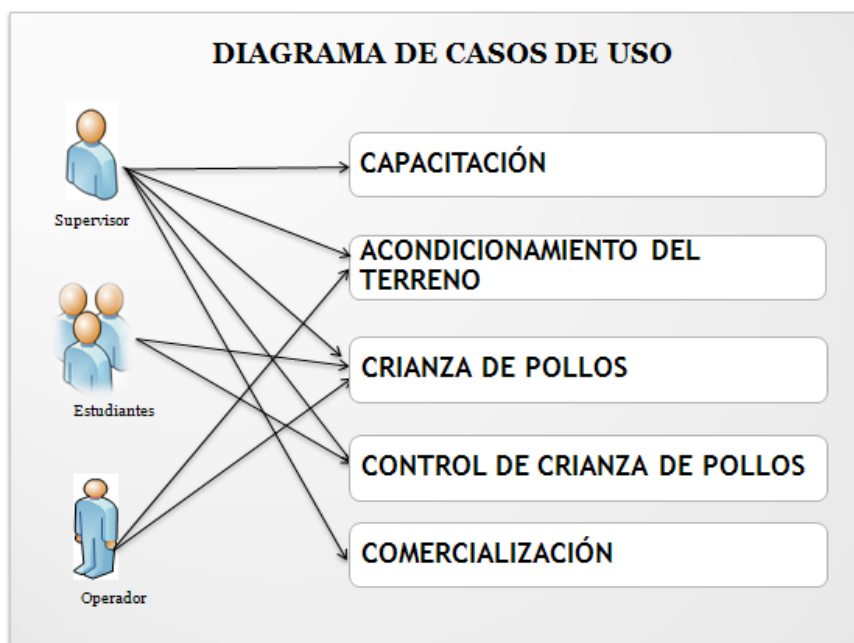 DIAGRAMA DE CASOS DE USO
Supervisor
Estudiantes
Operador
CAPACITACIÓN
ACONDICIONAMIENTO DEL
TERRENO
CRIANZA DE POLLOS
CONTROL DE CRIANZA DE POLLOS
COMERCIALIZACIÓN